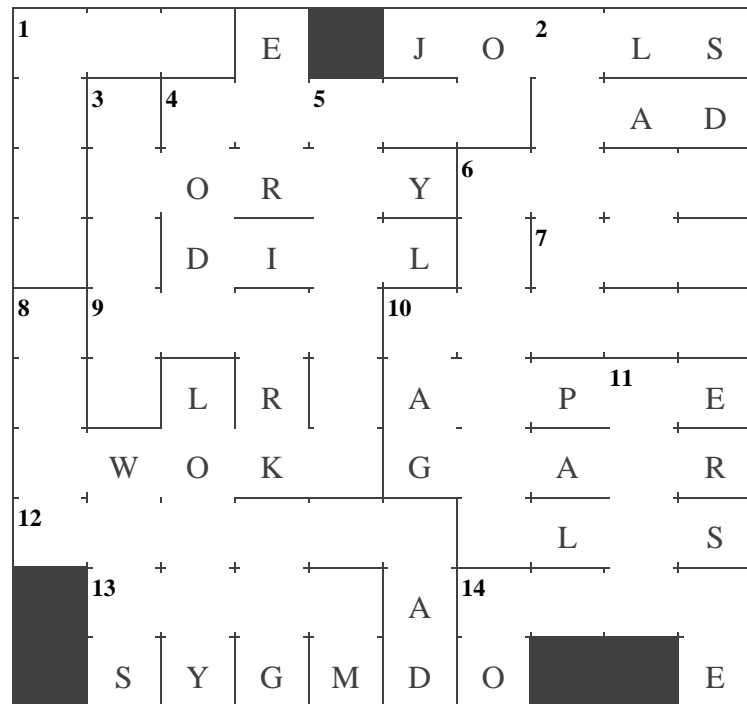 1 E J O 2 L S
3 4 5 A D
O R Y 6
D I L 7
8 9 10
L R A P 11 E
W O K G A R
12 L S
13 A 14
S Y G M D O E